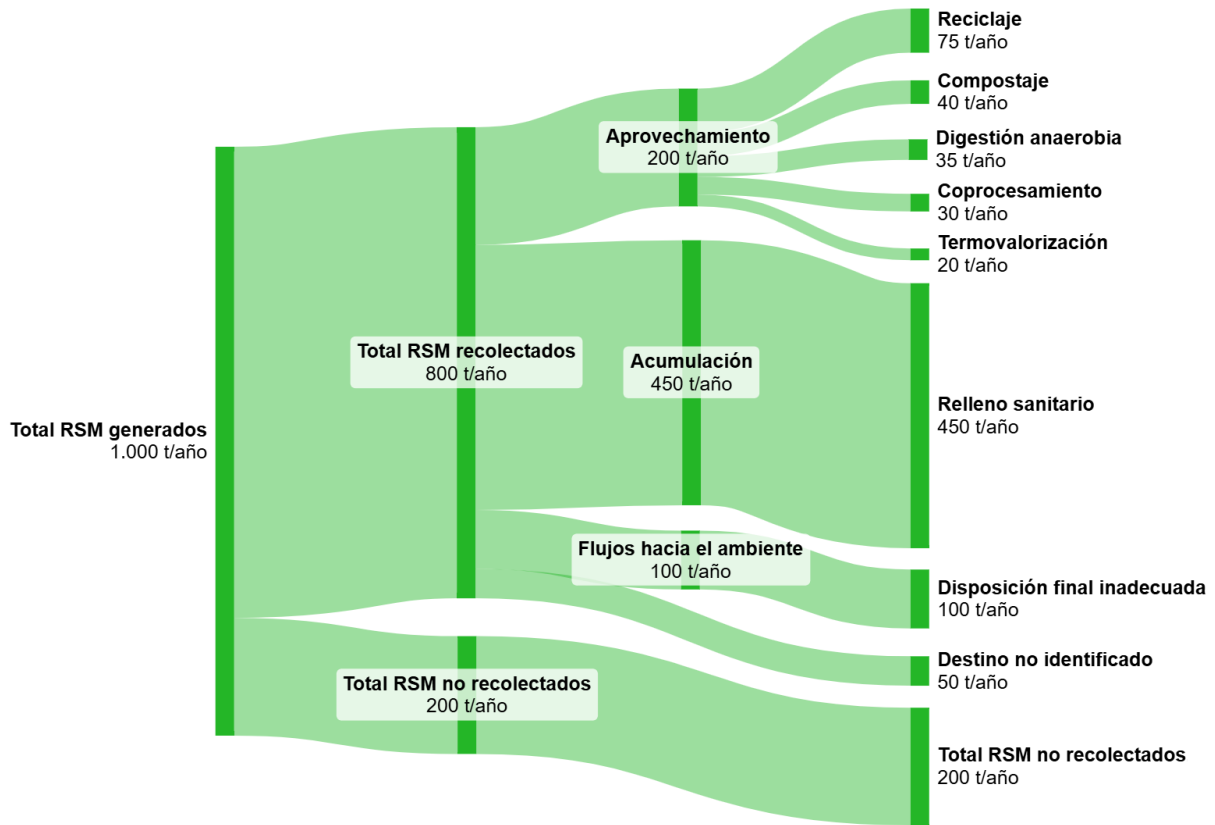 Reciclaje
75 t/año
Compostaje
40 t/año
Aprovechamiento
200 t/año
Digestión anaerobia
35 t/año
Coprocesamiento
30 t/año
Termovalorización
20 t/año
Total RSM recolectados
800 t/año
Acumulación
450 t/año
Relleno sanitario
450 t/año
Total RSM generados
1.000 t/año
Flujos hacia el ambiente
100 t/año
Disposición final inadecuada
100 t/año
Destino no identificado
50 t/año
Total RSM no recolectados
200 t/año
Total RSM no recolectados
200 t/año